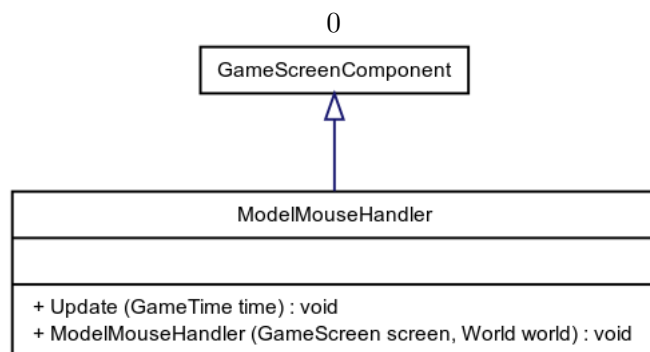 0
GameScreenComponent
ModelMouseHandler
+ Update (GameTime time) : void
+ ModelMouseHandler (GameScreen screen, World world) : void